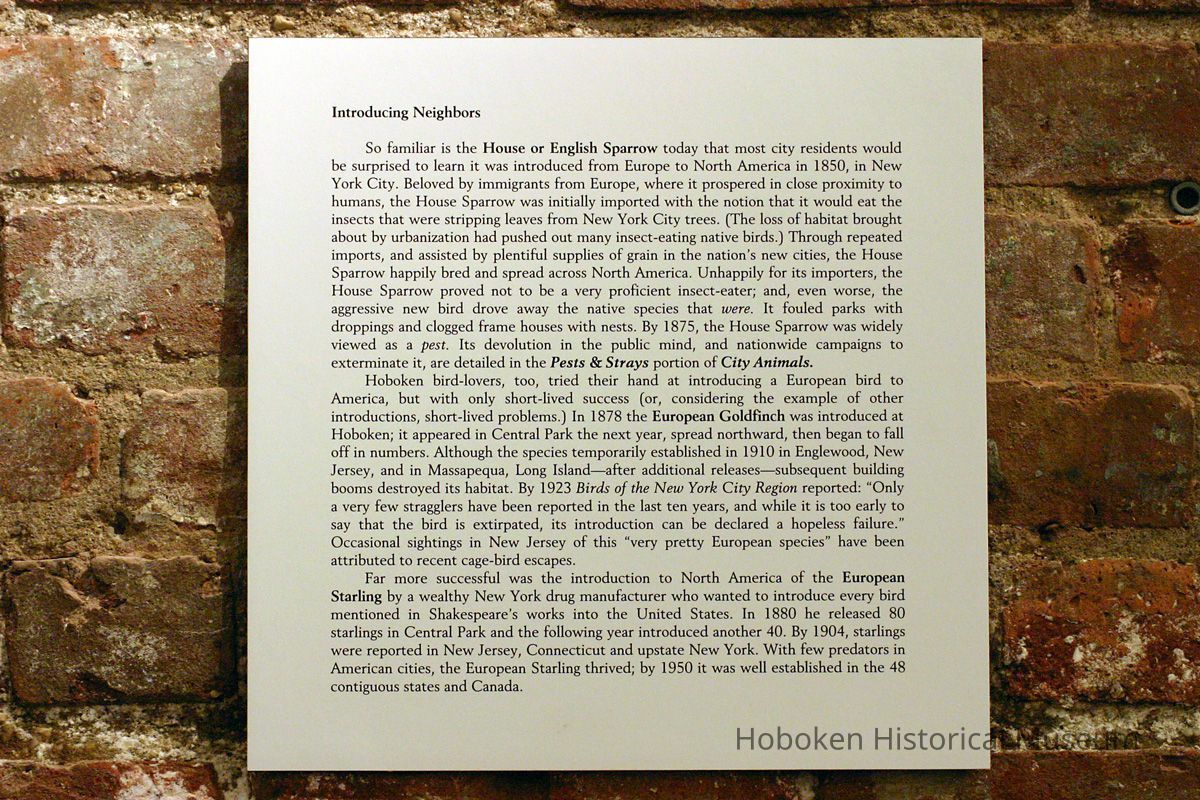 Introducing Neighbors
So familiar is the House or English Sparrow today that most city residents would
be surprised to learn it was introduced from Europe to North America in 1850, in New
York City. Beloved by immigrants from Europe, where it prospered in close proximity to
humans, the House Sparrow was initially imported with the notion that it would eat the
insects that were stripping leaves from New York City trees. (The loss of habitat brought
about by urbanization had pushed out many insect-eating native birds.) Through repeated
imports, and assisted by plentiful supplies of grain in the nation's new cities, the House
Sparrow happily bred and spread across North America. Unhappily for its importers, the
House Sparrow proved not to be a very proficient insect-eater; and, even worse, the
aggressive new bird drove away the native species that were. It fouled parks with
droppings and clogged frame houses with nests. By 1875, the House Sparrow was widely
viewed as a pest. Its devolution in the public mind, and nationwide campaigns to
exterminate it, are detailed in the Pests & Strays portion of City Animals.
Hoboken bird-lovers, too, tried their hand at introducing a European bird to
America, but with only short-lived success (or, considering the example of other
introductions, short-lived problems.) In 1878 the European Goldfinch was introduced at
Hoboken; it appeared in Central Park the next year, spread northward, then began to fall
off in numbers. Although the species temporarily established in 1910 in Englewood, New
Jersey, and in Massapequa, Long Island—after additional releases—subsequent building
booms destroyed its habitat. By 1923 Birds of the New York City Region reported: “Only
a very few stragglers have been reported in the last ten years, and while it is too early to
say that the bird is extirpated, its introduction can be declared a hopeless failure.”
Occasional sightings in New Jersey of this “very pretty European species” have been
attributed to recent cage-bird escapes.
Far more successful was the introduction to North America of the European
Starling by a wealthy New York drug manufacturer who wanted to introduce every bird
mentioned in Shakespeare's works into the United States. In 1880 he released 80
starlings in Central Park and the following year introduced another 40. By 1904, starlings
were reported in New Jersey, Connecticut and upstate New York. With few predators in
American cities, the European Starling thrived; by 1950 it was well established in the 48
contiguous states and Canada.
Hoboken Historical Museum